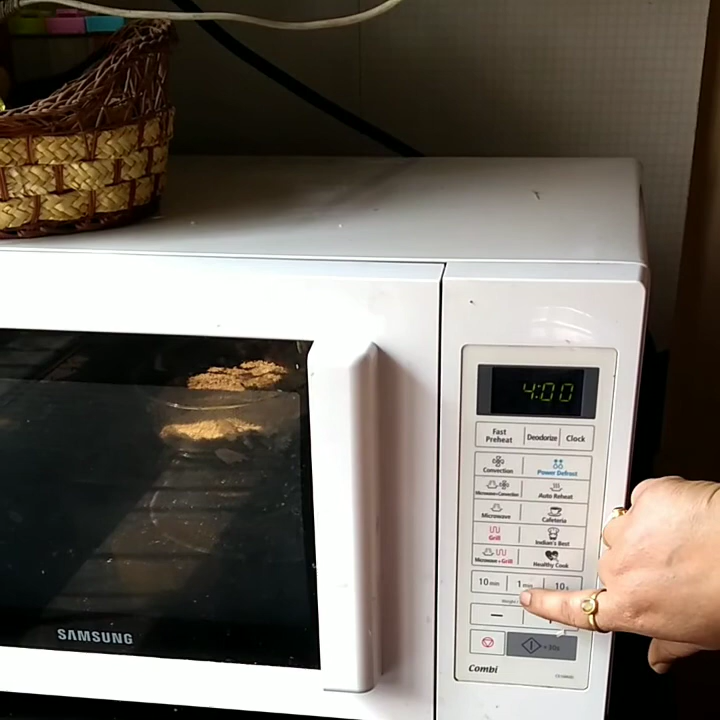 4:00
Fast Preheat
Deodorize
Clock
Convection
Power Defrost
Microwave+Convection
Auto Reheat
Microwave
Cafeteria
Grill
Indian's Best
Microwave+Grill
Healthy Cook
10 min
1 min
10
+30s
SAMSUNG
Combi